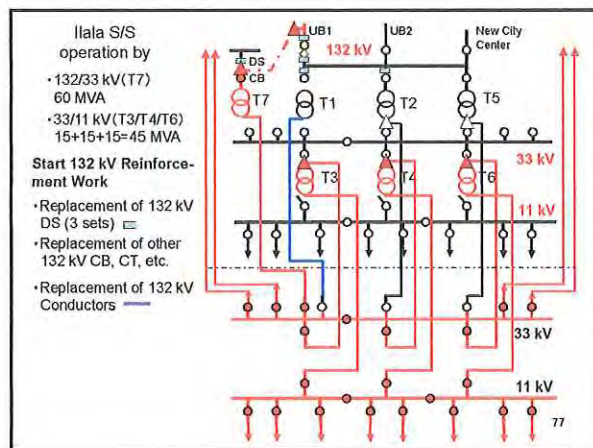 Ilala S/S
operation by
・132/33 kV(T7)
60 MVA
・33/11 kV(T3/T4/T6)
15+15+15=45 MVA
Start 132 kV Reinforce-
ment Work
・Replacement of 132 kV
DS (3 sets)
・Replacement of other
132 kV CB, CT, etc.
・Replacement of 132 kV
Conductors
UB1
UB2
New City
Center
132 kV
DS
CB
T7
T1
T2
T5
33 kV
T3
T4
T6
11 kV
33 kV
11 kV
77